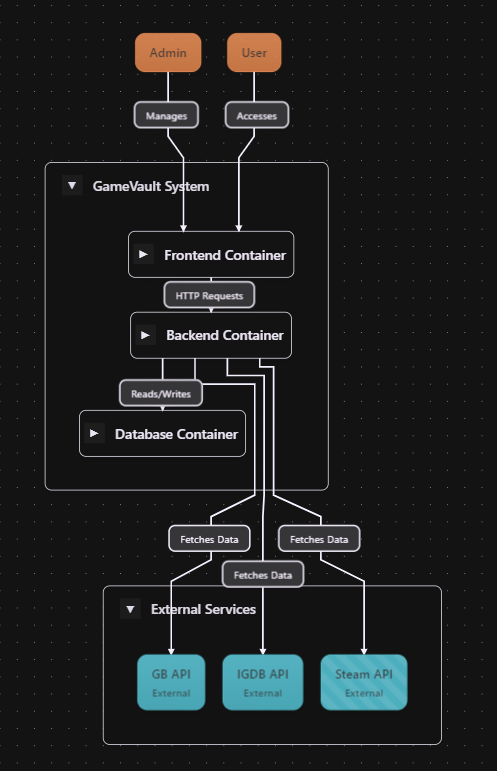 Admin
User
Manages
Accesses
GameVault System
Frontend Container
HTTP Requests
Backend Container
Reads/Writes
Database Container
Fetches Data
Fetches Data
Fetches Data
External Services
GB API
External
IGDB API
External
Steam API
External